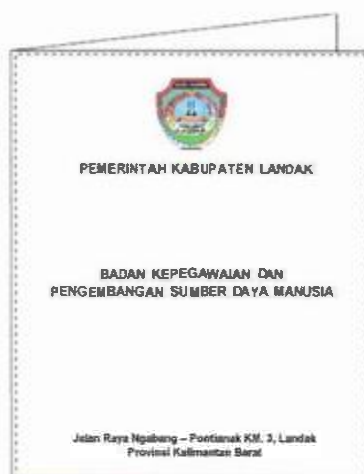 PEMERINTAH KABUPATEN LANDAK
BADAN KEPEGAWAIAN DAN
PENGEMBANGAN SUMBER DAYA MANUSIA
Jalan Raya Ngabang – Pontianak KM. 3, Landak
Provinsi Kalimantan Barat